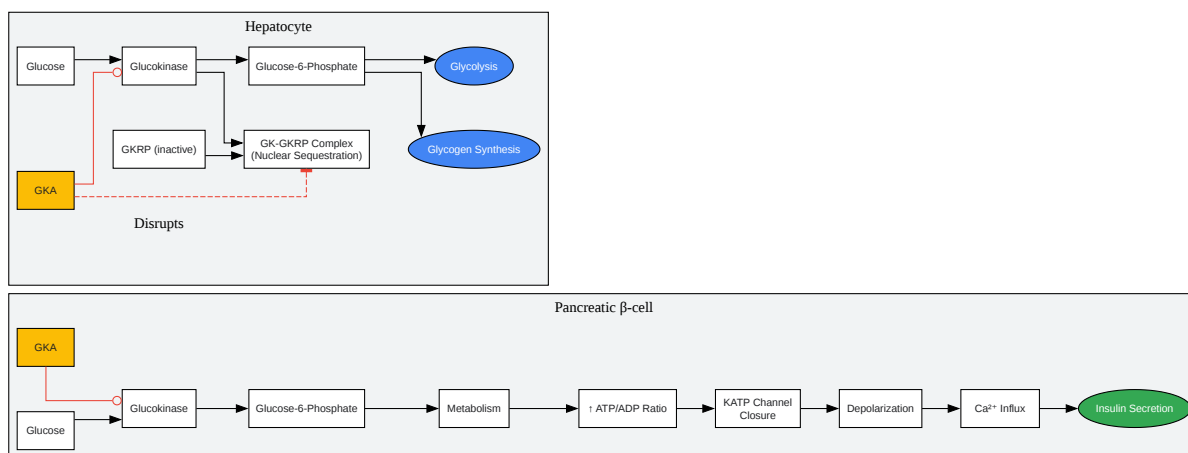 Hepatocyte
Glucose
Glucokinase
Glucose-6-Phosphate
Glycolysis
GKRP (inactive)
GK-GKRP Complex
(Nuclear Sequestration)
Glycogen Synthesis
GKA
Disrupts
Pancreatic β-cell
GKA
Glucose
Glucokinase
Glucose-6-Phosphate
Metabolism
↑ ATP/ADP Ratio
KATP Channel
Closure
Depolarization
Ca²⁺ Influx
Insulin Secretion